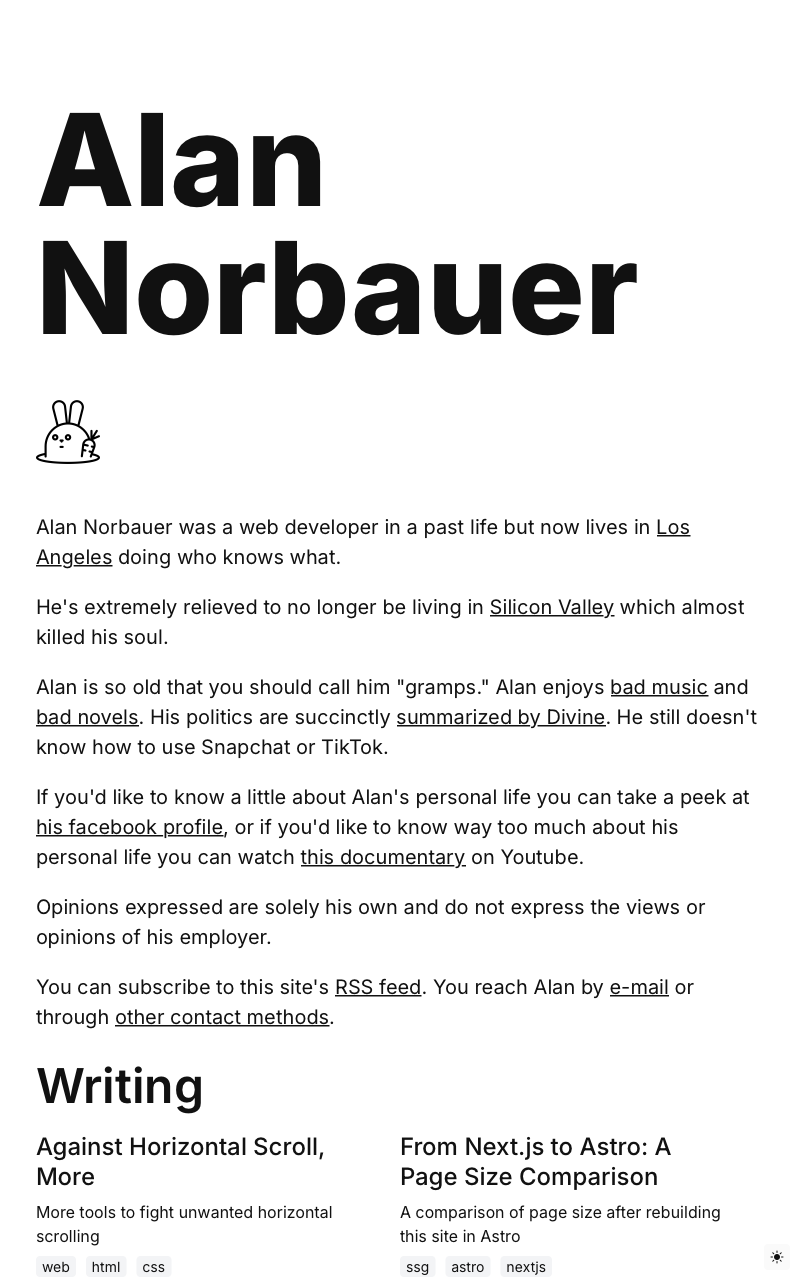 Alan
Norbauer
Alan Norbauer was a web developer in a past life but now lives in Los
Angeles doing who knows what.
He's extremely relieved to no longer be living in Silicon Valley which almost
killed his soul.
Alan is so old that you should call him "gramps." Alan enjoys bad music and
bad novels. His politics are succinctly summarized by Divine. He still doesn't
know how to use Snapchat or TikTok.
If you'd like to know a little about Alan's personal life you can take a peek at
his facebook profile, or if you'd like to know way too much about his
personal life you can watch this documentary on Youtube.
Opinions expressed are solely his own and do not express the views or
opinions of his employer.
You can subscribe to this site's RSS feed. You reach Alan by e-mail or
through other contact methods.
Writing
Against Horizontal Scroll,
More
More tools to fight unwanted horizontal
scrolling
web html css
From Next.js to Astro: A
Page Size Comparison
A comparison of page size after rebuilding
this site in Astro
ssg astro nextjs